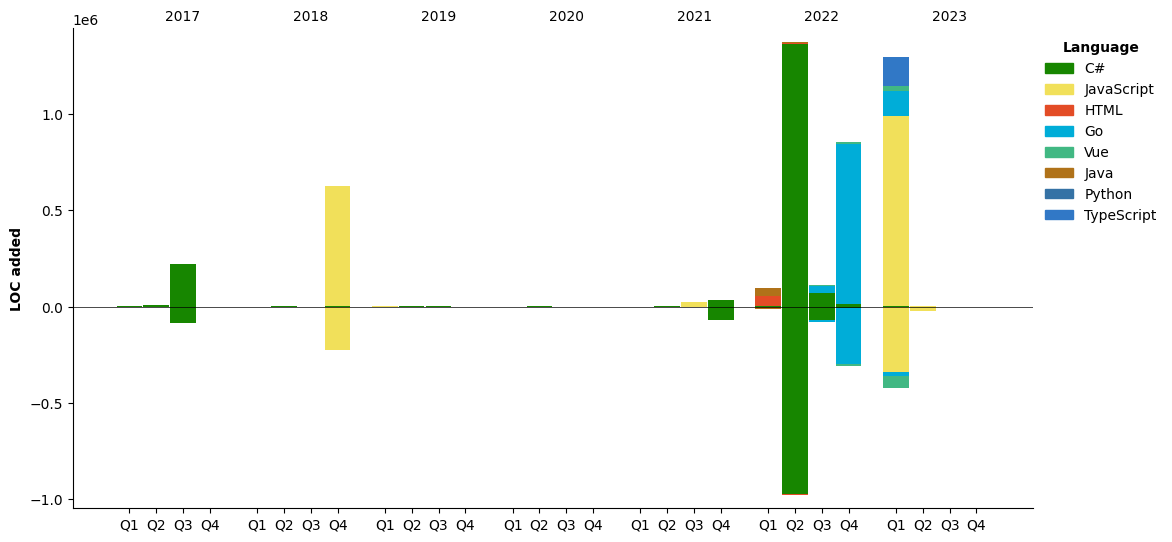 1e6
2017 2018 2019 2020 2021 2022 2023
Language
C#
JavaScript
HTML
Go
Vue
Java
Python
TypeScript
LOC added
1.0
0.5
0.0
−0.5
−1.0
Q1 Q2 Q3 Q4 Q1 Q2 Q3 Q4 Q1 Q2 Q3 Q4 Q1 Q2 Q3 Q4 Q1 Q2 Q3 Q4 Q1 Q2 Q3 Q4 Q1 Q2 Q3 Q4